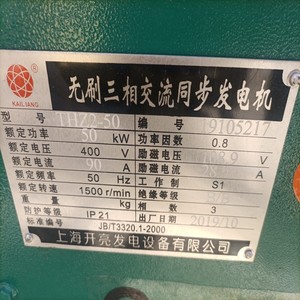 KAILIANG
无刷三相交流同步发电机
型号 THZ2-50 编号 9105217
额定功率 50 kW 功率因数 0.8
额定电压 400 V 励磁电压
额定电流 90 A 励磁电流
额定频率 50 Hz 工作制 S1
额定转速 1500 r/min 绝缘等级
重量 kg 相数 3
防护等级 IP21 出厂日期 2019/10
标准编号 JB/T3320.1-2000
上海开亮发电设备有限公司